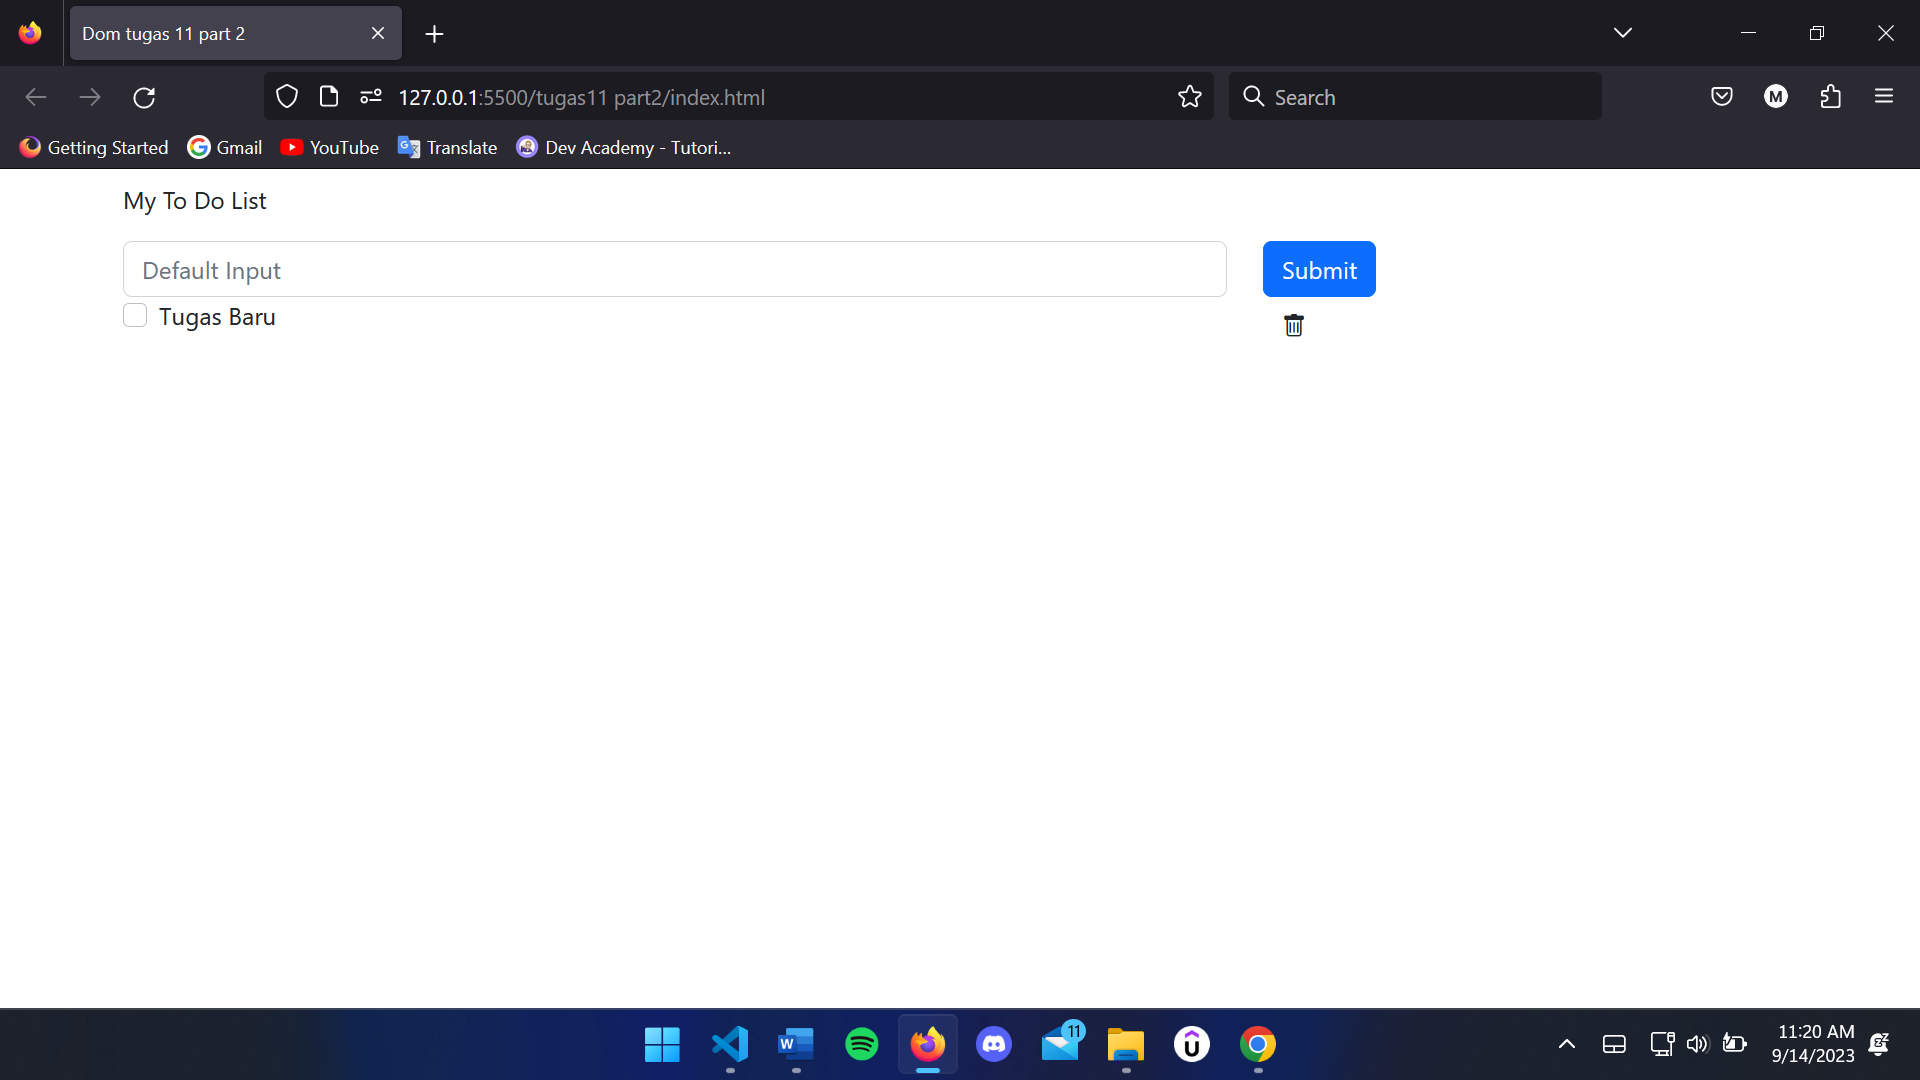 Dom tugas 11 part 2
127.0.0.1:5500/tugas11 part2/index.html
Search
M
Getting Started
Gmail
YouTube
Translate
Dev Academy - Tutori...
My To Do List
Default Input
Submit
Tugas Baru
W
11
11:20 AM
9/14/2023